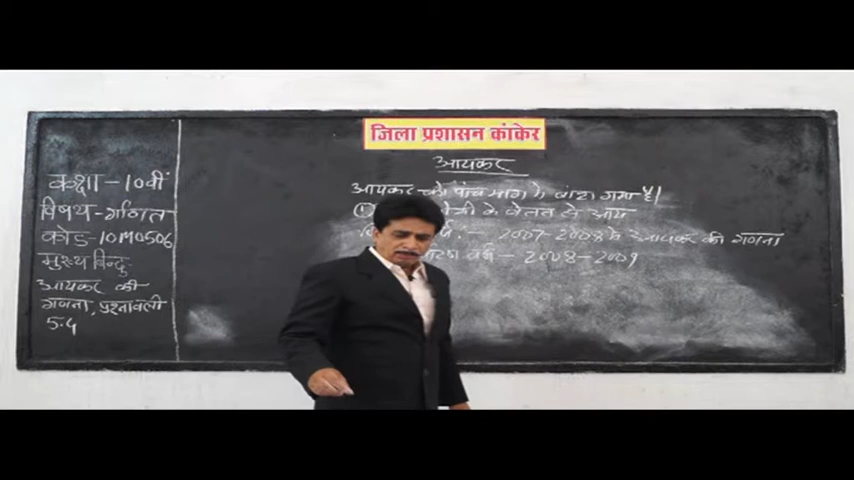 जिला प्रशासन कांकेर
कक्षा - 10वीं
विषय - गणित
कोड - 10M0506
मुख्य बिन्दु
आयकर की
गणना, प्रश्नावली
5.4
आयकर
आयकर को पांच भाग में बांटा गया है।
के वेतन से आय
2007-2008 के आयकर की गणना
वर्ष - 2008-2009